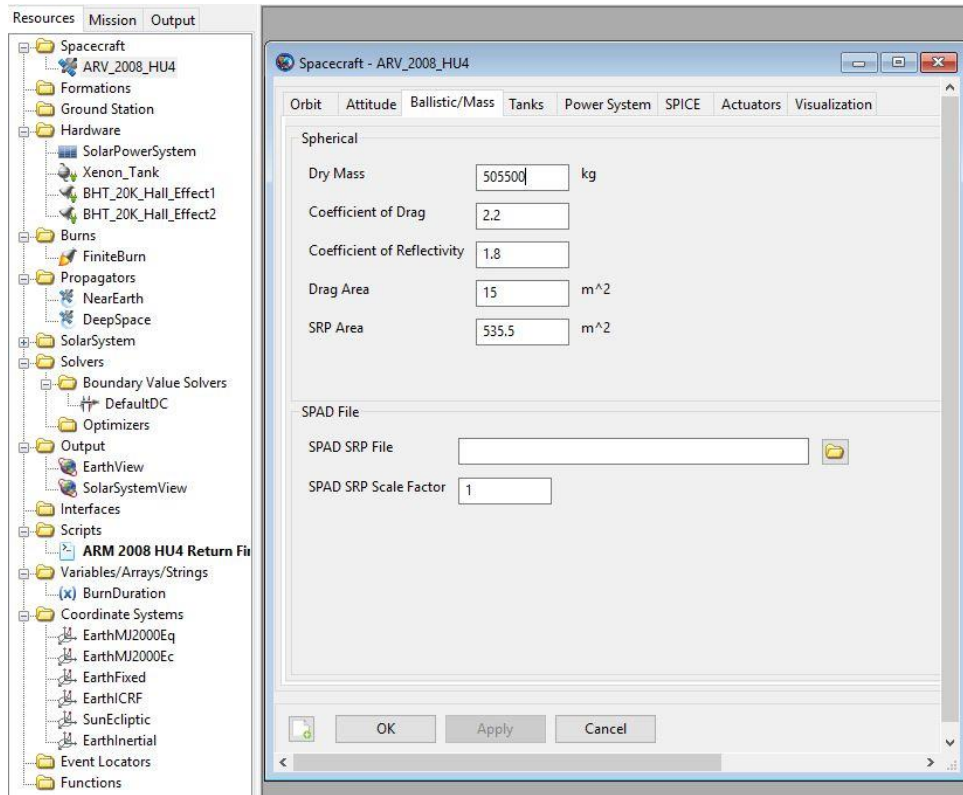 Resources Mission Output
Spacecraft
ARV_2008_HU4
Formations
Ground Station
Hardware
SolarPowerSystem
Xenon_Tank
BHT_20K_Hall_Effect1
BHT_20K_Hall_Effect2
Burns
FiniteBurn
Propagators
NearEarth
DeepSpace
SolarSystem
Solvers
Boundary Value Solvers
DefaultDC
Optimizers
Output
EarthView
SolarSystemView
Interfaces
Scripts
ARM 2008 HU4 Return Fi
Variables/Arrays/Strings
(x) BurnDuration
Coordinate Systems
EarthMJ2000Eq
EarthMJ2000Ec
EarthFixed
EarthICRF
SunEcliptic
EarthInertial
Event Locators
Functions
Spacecraft - ARV_2008_HU4
Orbit Attitude Ballistic/Mass Tanks Power System SPICE Actuators Visualization
Spherical
Dry Mass 505500 kg
Coefficient of Drag 2.2
Coefficient of Reflectivity 1.8
Drag Area 15 m^2
SRP Area 535.5 m^2
SPAD File
SPAD SRP File
SPAD SRP Scale Factor 1
OK Apply Cancel